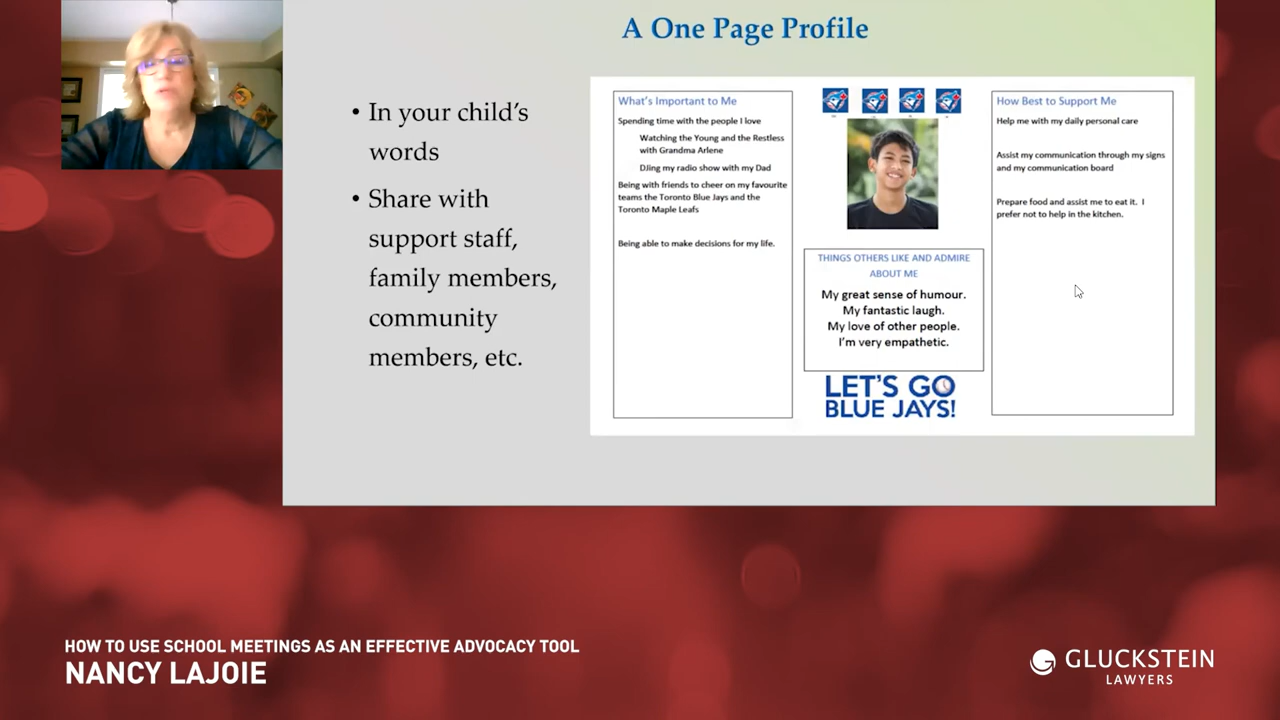 A One Page Profile
• In your child's
words
• Share with
support staff,
family members,
community
members, etc.
What's Important to Me
Spending time with the people I love
Watching the Young and the Restless
with Grandma Arlene
DJing my radio show with my Dad
Being with friends to cheer on my favourite
teams the Toronto Blue Jays and the
Toronto Maple Leafs
Being able to make decisions for my life.
THINGS OTHERS LIKE AND ADMIRE
ABOUT ME
My great sense of humour.
My fantastic laugh.
My love of other people.
I'm very empathetic.
LET'S GO
BLUE JAYS!
How Best to Support Me
Help me with my daily personal care
Assist my communication through my signs
and my communication board
Prepare food and assist me to eat it. I
prefer not to help in the kitchen.
HOW TO USE SCHOOL MEETINGS AS AN EFFECTIVE ADVOCACY TOOL
NANCY LAJOIE
GLUCKSTEIN
LAWYERS